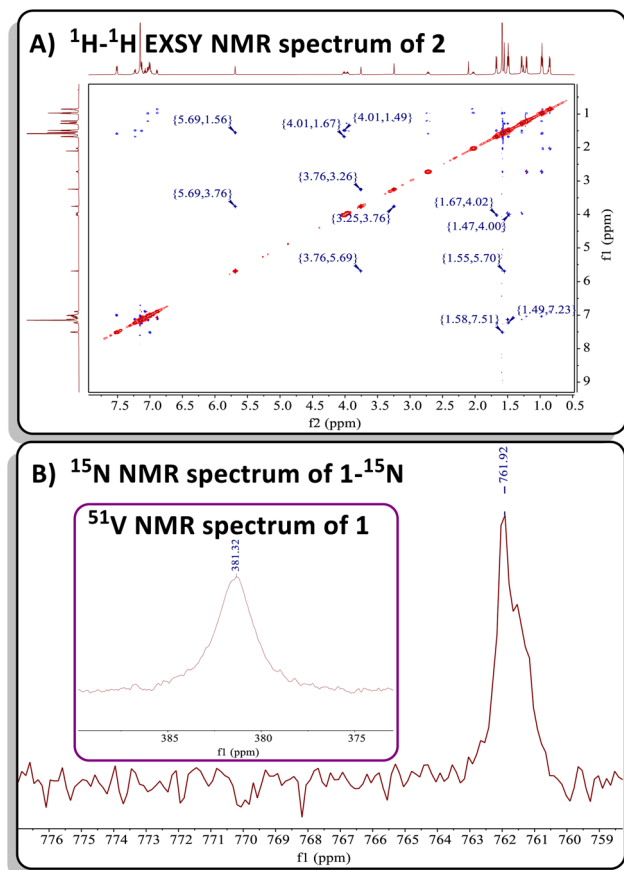 A) ¹H-¹H EXSY NMR spectrum of 2
{5.69,1.56}
{4.01,1.67}
{4.01,1.49}
{5.69,3.76}
{3.76,3.26}
{3.25,3.76}
{1.67,4.02}
{1.47,4.00}
{3.76,5.69}
{1.55,5.70}
{1.58,7.51}
{1.49,7.23}
1
2
3
4
5
6
7
8
9
f1 (ppm)
7.5 7.0 6.5 6.0 5.5 5.0 4.5 4.0 3.5 3.0 2.5 2.0 1.5 1.0 0.5
f2 (ppm)
B) ¹⁵N NMR spectrum of 1-¹⁵N
761.92
⁵¹V NMR spectrum of 1
381.32
385 380 375
f1 (ppm)
776 775 774 773 772 771 770 769 768 767 766 765 764 763 762 761 760 759
f1 (ppm)